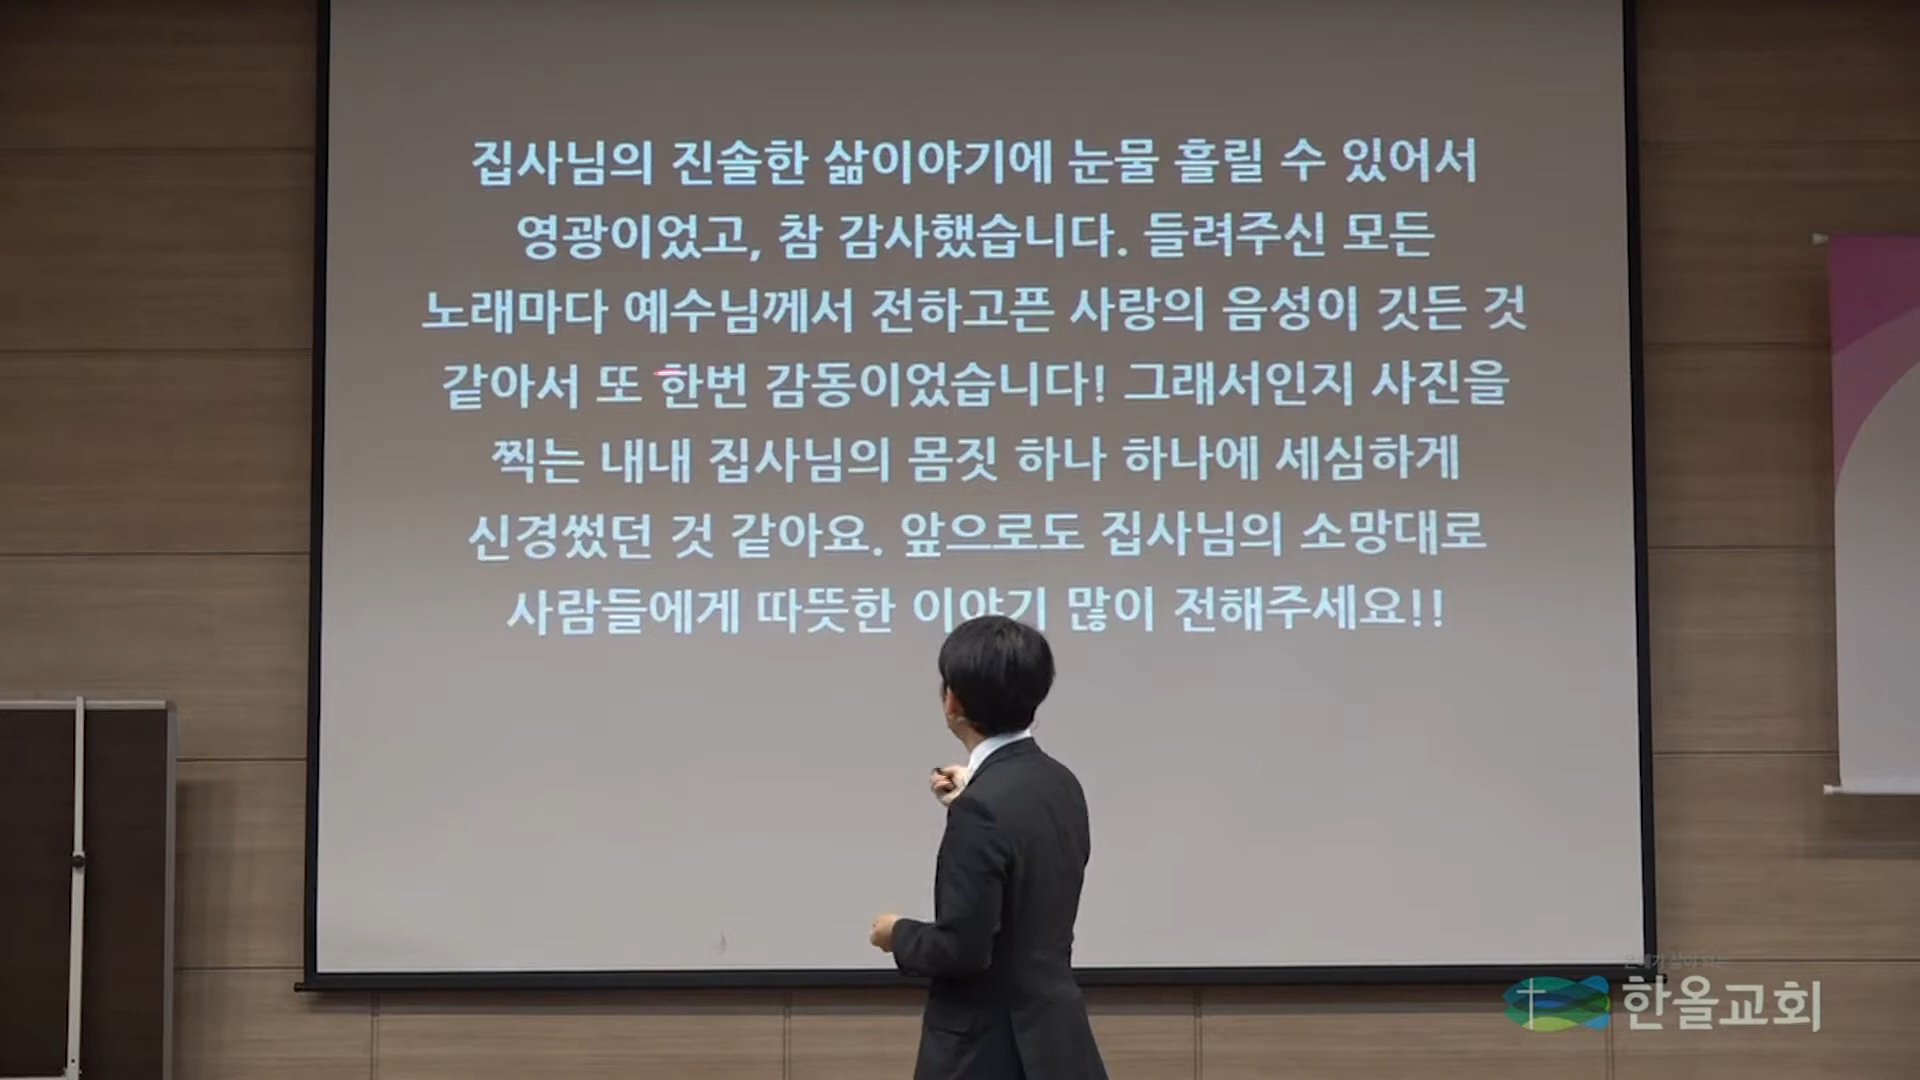 집사님의 진솔한 삶이야기에 눈물 흘릴 수 있어서
영광이었고, 참 감사했습니다. 들려주신 모든
노래마다 예수님께서 전하고픈 사랑의 음성이 깃든 것
같아서 또 한번 감동이었습니다! 그래서인지 사진을
찍는 내내 집사님의 몸짓 하나 하나에 세심하게
신경썼던 것 같아요. 앞으로도 집사님의 소망대로
사람들에게 따뜻한 이야기 많이 전해주세요!!
한올교회